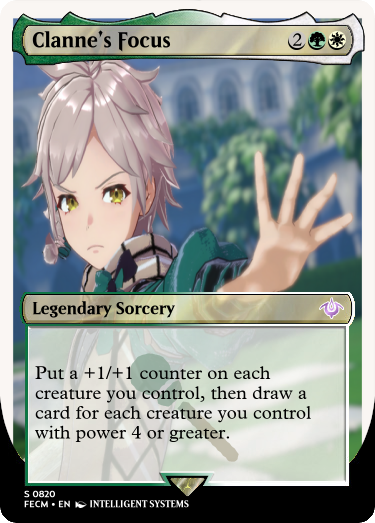 Clanne's Focus 2
Legendary Sorcery
Put a +1/+1 counter on each
creature you control, then draw a
card for each creature you control
with power 4 or greater.
S 0820
FECM • EN INTELLIGENT SYSTEMS